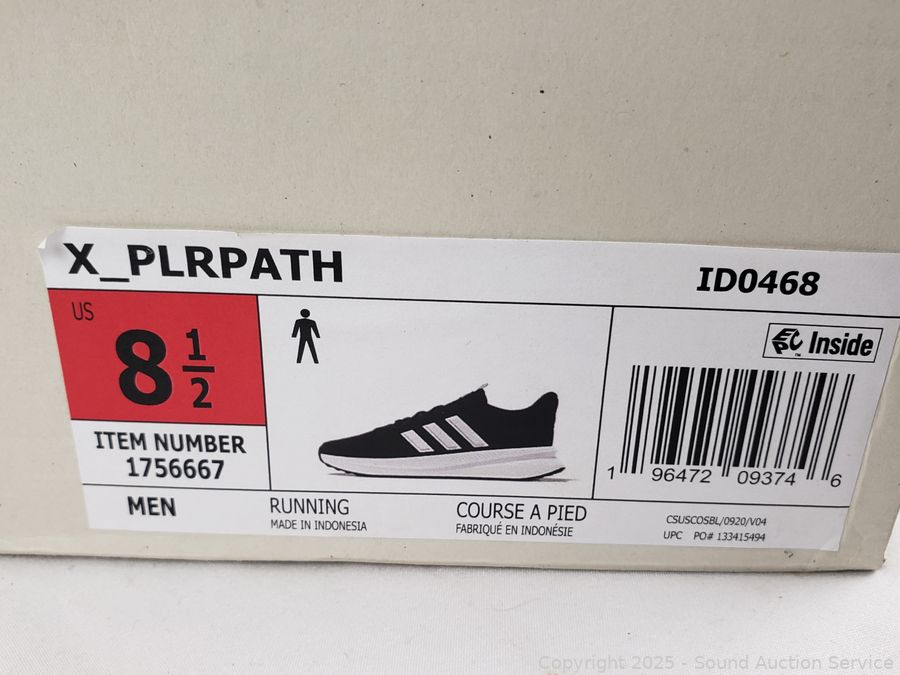 X_PLRPATH
ID0468
US
8 1/2
EPC™ Inside
ITEM NUMBER
1756667
1 96472 09374 6
MEN
RUNNING
MADE IN INDONESIA
COURSE A PIED
FABRIQUÉ EN INDONÉSIE
CSUSCOSBL/0920/V04
UPC PO# 133415494
Copyright 2025 - Sound Auction Service